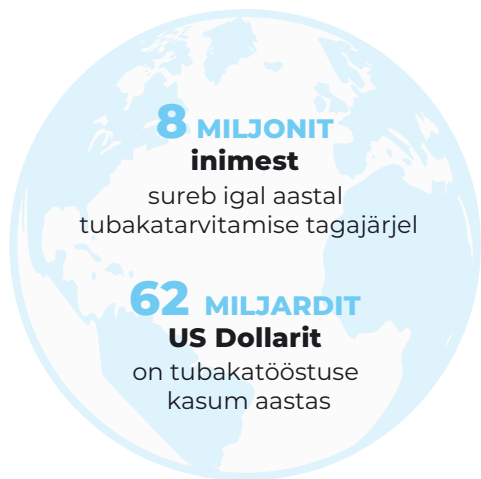 8 MILJONIT
inimest
sureb igal aastal
tubakatarvitamise tagajärjel
62 MILJARDIT
US Dollarit
on tubakatööstuse
kasum aastas